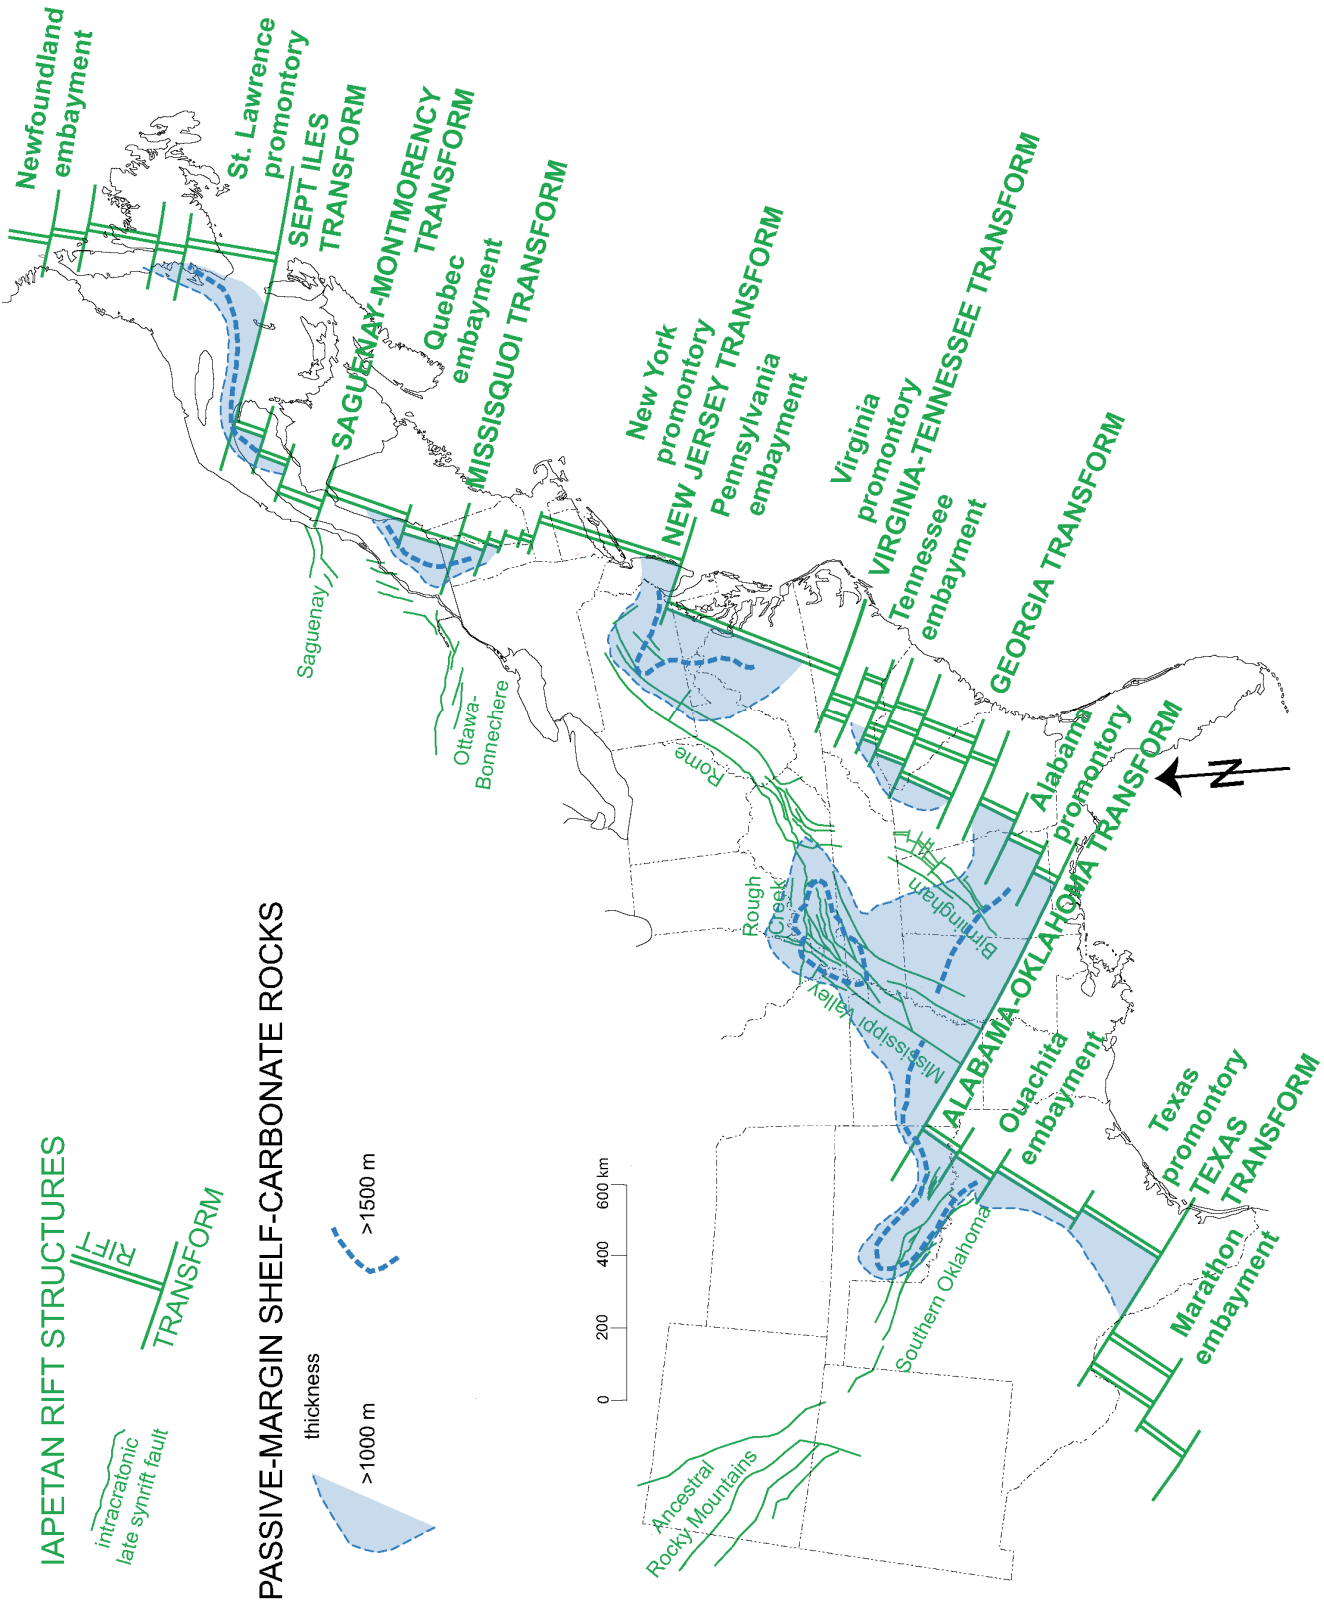 IAPETAN RIFT STRUCTURES
intracratonic
late synrift fault
RIFT
TRANSFORM
PASSIVE-MARGIN SHELF-CARBONATE ROCKS
thickness
>1000 m
>1500 m
0
200
400
600 km
Newfoundland
embayment
St. Lawrence
promontory
SEPT ILES
TRANSFORM
SAGUENAY-MONTMORENCY
TRANSFORM
Quebec
embayment
MISSISQUOI TRANSFORM
New York
promontory
NEW JERSEY TRANSFORM
Pennsylvania
embayment
Virginia
promontory
VIRGINIA-TENNESSEE TRANSFORM
Tennessee
embayment
GEORGIA TRANSFORM
Alabama
promontory
ALABAMA-OKLAHOMA TRANSFORM
Ouachita
embayment
Texas
promontory
TEXAS
TRANSFORM
Marathon
embayment
Saguenay
Ottawa-
Bonnechere
Rome
Rough
Creek
Birmingham
Mississippi Valley
Southern Oklahoma
Ancestral
Rocky Mountains
N